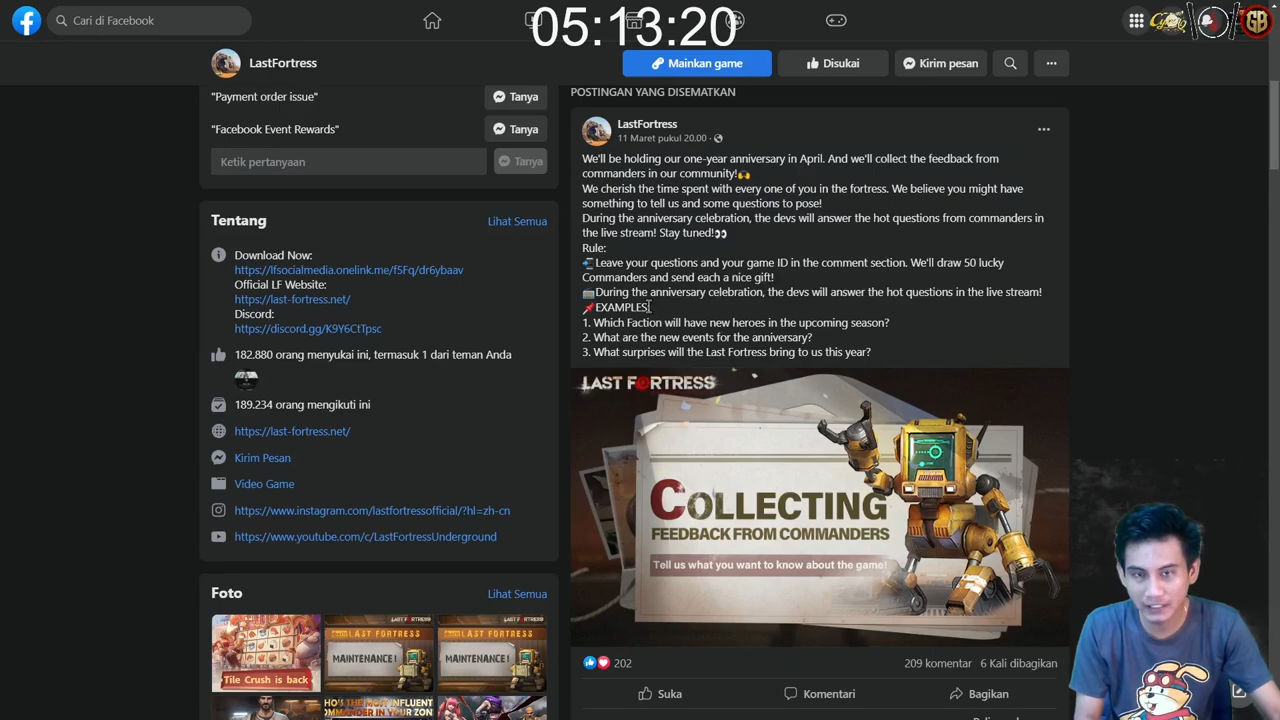 Cari di Facebook
05:13:20
GB
LastFortress
Mainkan game
Disukai
Kirim pesan
"Payment order issue"
Tanya
"Facebook Event Rewards"
Tanya
Ketik pertanyaan
Tanya
Tentang
Lihat Semua
Download Now:
https://lfsocialmedia.onelink.me/f5Fq/dr6ybaav
Official LF Website:
https://last-fortress.net/
Discord:
https://discord.gg/K9Y6CtTpsc
182.880 orang menyukai ini, termasuk 1 dari teman Anda
189.234 orang mengikuti ini
https://last-fortress.net/
Kirim Pesan
Video Game
https://www.instagram.com/lastfortressofficial/?hl=zh-cn
https://www.youtube.com/c/LastFortressUnderground
Foto
Lihat Semua
Tile Crush is back
LAST FORTRESS
MAINTENANCE!
LAST FORTRESS
MAINTENANCE!
POSTINGAN YANG DISEMATKAN
LastFortress
11 Maret pukul 20.00 ·
We'll be holding our one-year anniversary in April. And we'll collect the feedback from
commanders in our community!🙌
We cherish the time spent with every one of you in the fortress. We believe you might have
something to tell us and some questions to pose!
During the anniversary celebration, the devs will answer the hot questions from commanders in
the live stream! Stay tuned!👀
Rule:
📲Leave your questions and your game ID in the comment section. We'll draw 50 lucky
Commanders and send each a nice gift!
📺During the anniversary celebration, the devs will answer the hot questions in the live stream!
📌EXAMPLES
1. Which Faction will have new heroes in the upcoming season?
2. What are the new events for the anniversary?
3. What surprises will the Last Fortress bring to us this year?
LAST FORTRESS
COLLECTING
FEEDBACK FROM COMMANDERS
Tell us what you want to know about the game!
202
209 komentar
6 Kali dibagikan
Suka
Komentari
Bagikan